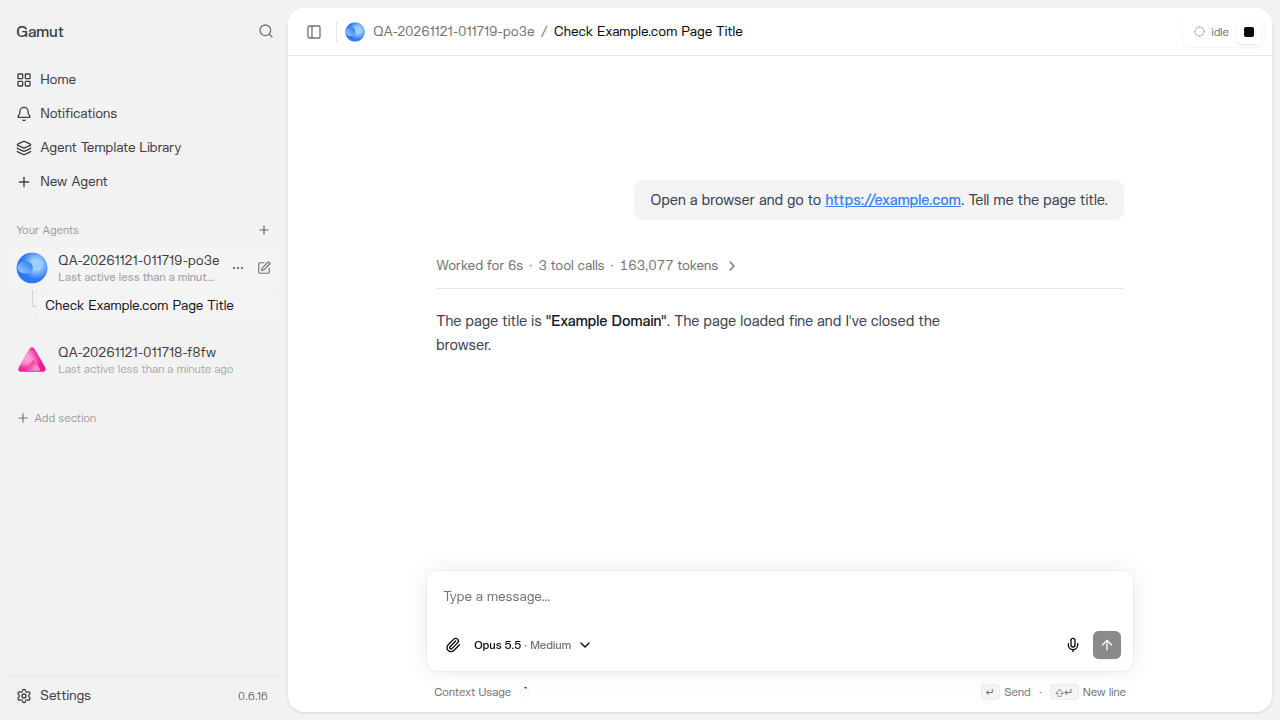 Gamut
Home
Notifications
Agent Template Library
New Agent
Your Agents
QA-20261121-011719-po3e
Last active less than a minut...
Check Example.com Page Title
QA-20261121-011718-f8fw
Last active less than a minute ago
Add section
Settings
0.6.16
QA-20261121-011719-po3e / Check Example.com Page Title
idle
Open a browser and go to https://example.com. Tell me the page title.
Worked for 6s · 3 tool calls · 163,077 tokens
The page title is "Example Domain". The page loaded fine and I've closed the
browser.
Type a message...
Opus 5.5 · Medium
Context Usage
↵ Send · ⇧↵ New line